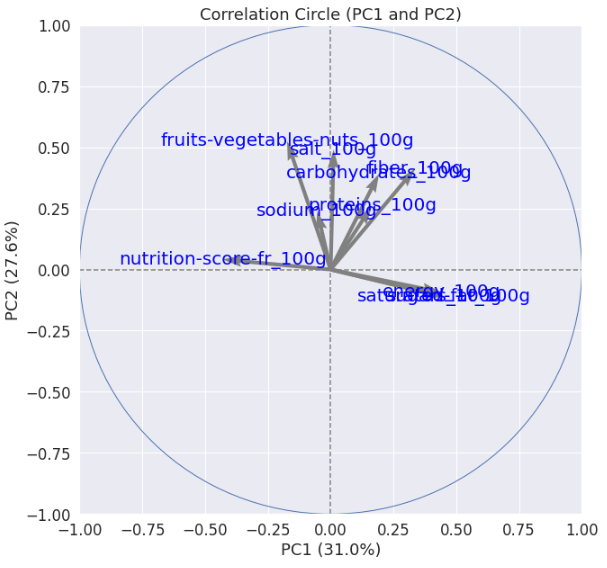 Correlation Circle (PC1 and PC2)
1.00
0.75
0.50
0.25
0.00
−0.25
−0.50
−0.75
−1.00
PC2 (27.6%)
fruits-vegetables-nuts_100g
salt_100g
fiber_100g
carbohydrates_100g
proteins_100g
sodium_100g
nutrition-score-fr_100g
energy_100g
−1.00 −0.75 −0.50 −0.25 0.00 0.25 0.50 0.75 1.00
PC1 (31.0%)